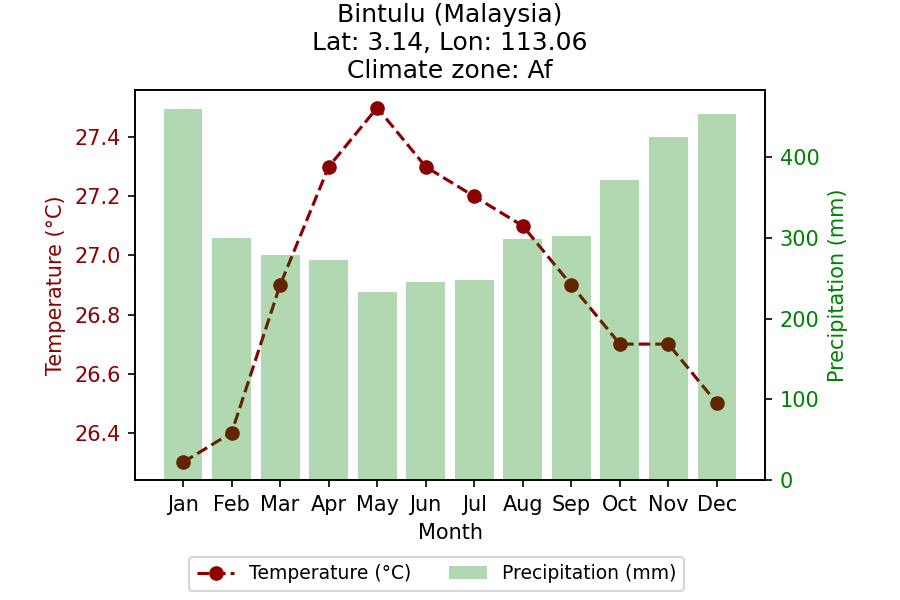 Bintulu (Malaysia)
Lat: 3.14, Lon: 113.06
Climate zone: Af
27.4
27.2
27.0
26.8
26.6
26.4
Temperature (°C)
400
300
200
100
0
Precipitation (mm)
Jan Feb Mar Apr May Jun Jul Aug Sep Oct Nov Dec
Month
Temperature (°C) Precipitation (mm)